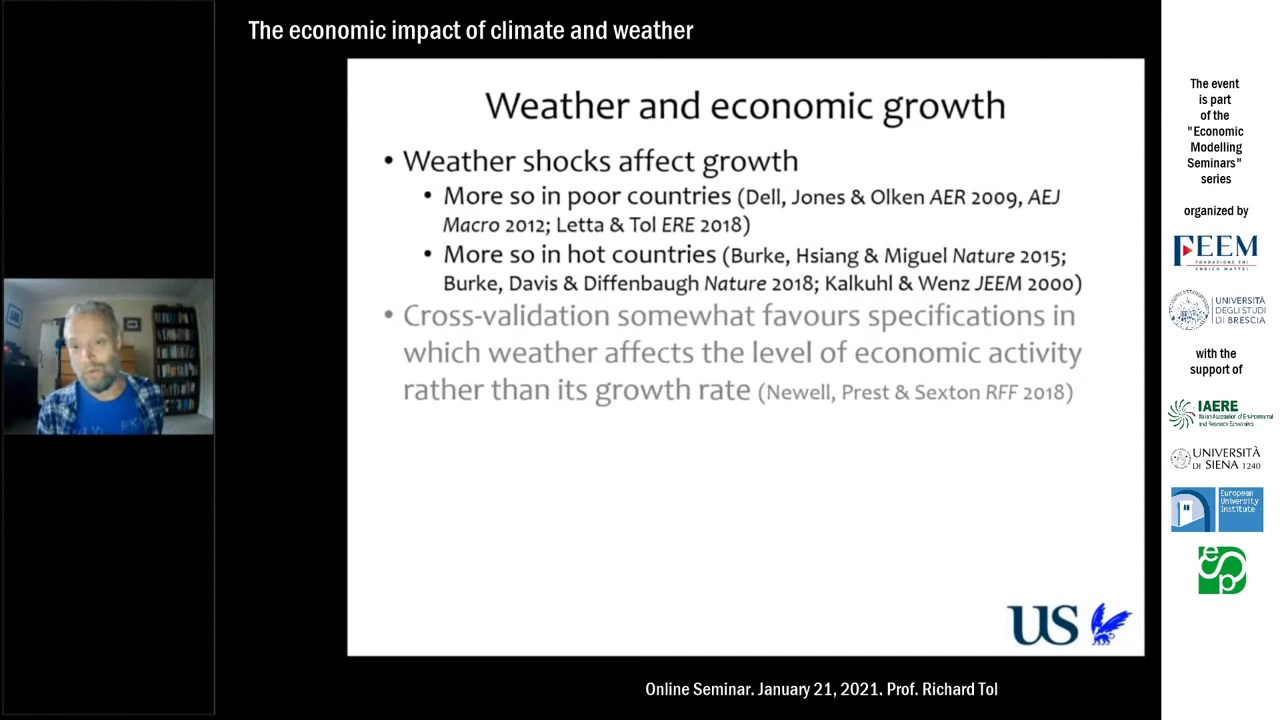 The economic impact of climate and weather
Weather and economic growth
• Weather shocks affect growth
• More so in poor countries (Dell, Jones & Olken AER 2009, AEJ
Macro 2012; Letta & Tol ERE 2018)
• More so in hot countries (Burke, Hsiang & Miguel Nature 2015;
Burke, Davis & Diffenbaugh Nature 2018; Kalkuhl & Wenz JEEM 2000)
• Cross-validation somewhat favours specifications in
which weather affects the level of economic activity
rather than its growth rate (Newell, Prest & Sexton RFF 2018)
US
Online Seminar. January 21, 2021. Prof. Richard Tol
The event
is part
of the
"Economic
Modelling
Seminars"
series
organized by
FEEM
FONDAZIONE ENI
ENRICO MATTEI
UNIVERSITÀ
DEGLI STUDI
DI BRESCIA
with the
support of
IAERE
Italian Association of Environmental
and Resource Economists
UNIVERSITÀ
DI SIENA 1240
European
University
Institute
esp